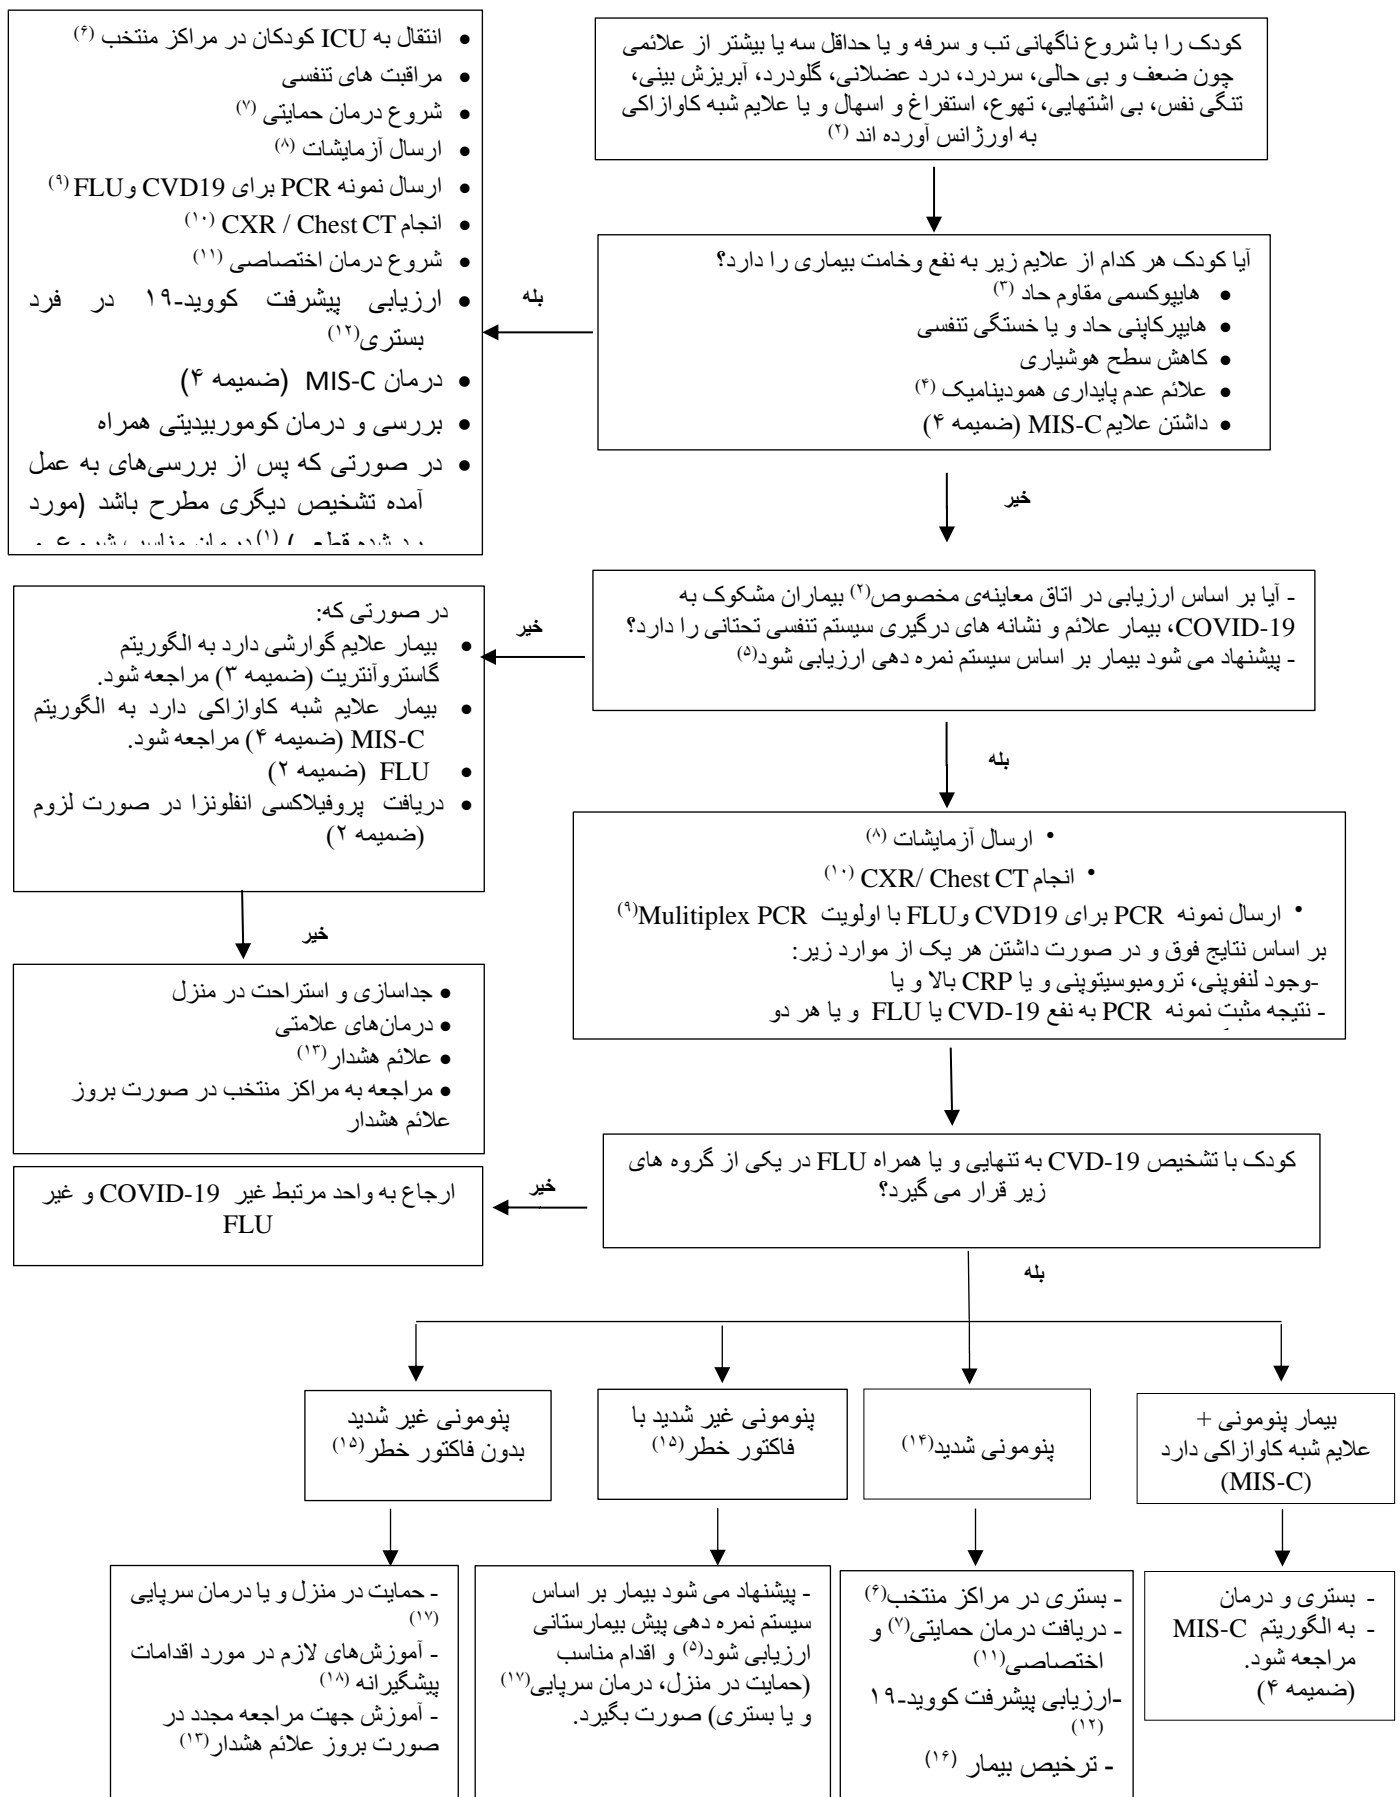 کودک را با شروع ناگهانی تب و سرفه و یا حداقل سه یا بیشتر از علائمی
چون ضعف و بی حالی، سردرد، درد عضلانی، گلودرد، آبریزش بینی،
تنگی نفس، بی اشتهایی، تهوع، استفراغ و اسهال و یا علایم شبه کاوازاکی
به اورژانس آورده اند (۲)
آیا کودک هر کدام از علایم زیر به نفع وخامت بیماری را دارد؟
• هایپوکسمی مقاوم حاد (۳)
• هایپرکاپنی حاد و یا خستگی تنفسی
• کاهش سطح هوشیاری
• علائم عدم پایداری همودینامیک (۴)
• داشتن علایم MIS-C (ضمیمه ۴)
بله
• انتقال به ICU کودکان در مراکز منتخب (۶)
• مراقبت های تنفسی
• شروع درمان حمایتی (۷)
• ارسال آزمایشات (۸)
• ارسال نمونه PCR برای CVD19 وFLU (۹)
• انجام CXR / Chest CT (۱۰)
• شروع درمان اختصاصی (۱۱)
• ارزیابی پیشرفت کووید-۱۹ در فرد
بستری(۱۲)
• درمان MIS-C (ضمیمه ۴)
• بررسی و درمان کوموربیدیتی همراه
• در صورتی که پس از بررسی‌های به عمل
آمده تشخیص دیگری مطرح باشد (مورد
رد شده قطعی) (۱) درمان مناسب شروع و
خیر
- آیا بر اساس ارزیابی در اتاق معاینه‌ی مخصوص(۲) بیماران مشکوک به
COVID-19، بیمار علائم و نشانه های درگیری سیستم تنفسی تحتانی را دارد؟
- پیشنهاد می شود بیمار بر اساس سیستم نمره دهی ارزیابی شود(۵)
خیر
در صورتی که:
• بیمار علایم گوارشی دارد به الگوریتم
گاستروآنتریت (ضمیمه ۳) مراجعه شود.
• بیمار علایم شبه کاوازاکی دارد به الگوریتم
MIS-C (ضمیمه ۴) مراجعه شود.
• FLU (ضمیمه ۲)
• دریافت پروفیلاکسی انفلونزا در صورت لزوم
(ضمیمه ۲)
خیر
• جداسازی و استراحت در منزل
• درمان‌های علامتی
• علائم هشدار(۱۳)
• مراجعه به مراکز منتخب در صورت بروز
علائم هشدار
بله
• ارسال آزمایشات (۸)
• انجام CXR/ Chest CT (۱۰)
• ارسال نمونه PCR برای CVD19 وFLU با اولویت Mulitiplex PCR(۹)
بر اساس نتایج فوق و در صورت داشتن هر یک از موارد زیر:
-وجود لنفوپنی، ترومبوسیتوپنی و یا CRP بالا و یا
- نتیجه مثبت نمونه PCR به نفع CVD-19 یا FLU و یا هر دو
کودک با تشخیص CVD-19 به تنهایی و یا همراه FLU در یکی از گروه های
زیر قرار می گیرد؟
خیر
ارجاع به واحد مرتبط غیر COVID-19 و غیر
FLU
بله
بیمار پنومونی +
علایم شبه کاوازاکی دارد
(MIS-C)
پنومونی شدید(۱۴)
پنومونی غیر شدید با
فاکتور خطر(۱۵)
پنومونی غیر شدید
بدون فاکتور خطر(۱۵)
- بستری و درمان
- به الگوریتم MIS-C
مراجعه شود.
(ضمیمه ۴)
- بستری در مراکز منتخب(۶)
- دریافت درمان حمایتی(۷) و
اختصاصی(۱۱)
-ارزیابی پیشرفت کووید-۱۹
(۱۲)
- ترخیص بیمار (۱۶)
- پیشنهاد می شود بیمار بر اساس
سیستم نمره دهی پیش بیمارستانی
ارزیابی شود(۵) و اقدام مناسب
(حمایت در منزل، درمان سرپایی(۱۷)
و یا بستری) صورت بگیرد.
- حمایت در منزل و یا درمان سرپایی
(۱۷)
- آموزش‌های لازم در مورد اقدامات
پیشگیرانه (۱۸)
- آموزش جهت مراجعه مجدد در
صورت بروز علائم هشدار(۱۳)